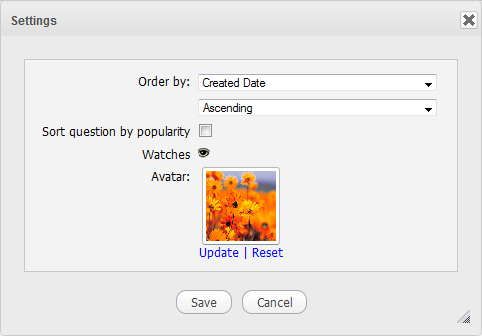 Settings
Order by: Created Date
Ascending
Sort question by popularity
Watches
Avatar:
Update | Reset
Save Cancel